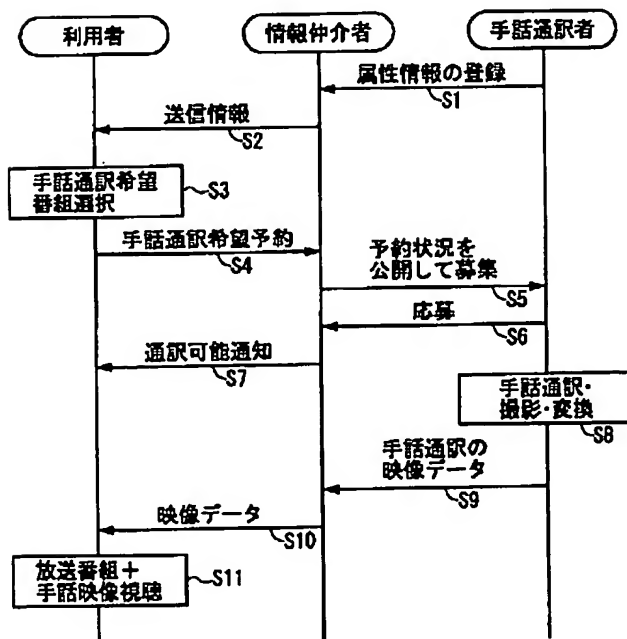 利用者
情報仲介者
手話通訳者
属性情報の登録
S1
送信情報
S2
手話通訳希望
番組選択
S3
手話通訳希望予約
S4
予約状況を
公開して募集
S5
応募
S6
通訳可能通知
S7
手話通訳・
撮影・変換
S8
手話通訳の
映像データ
S9
映像データ
S10
放送番組+
手話映像視聴
S11